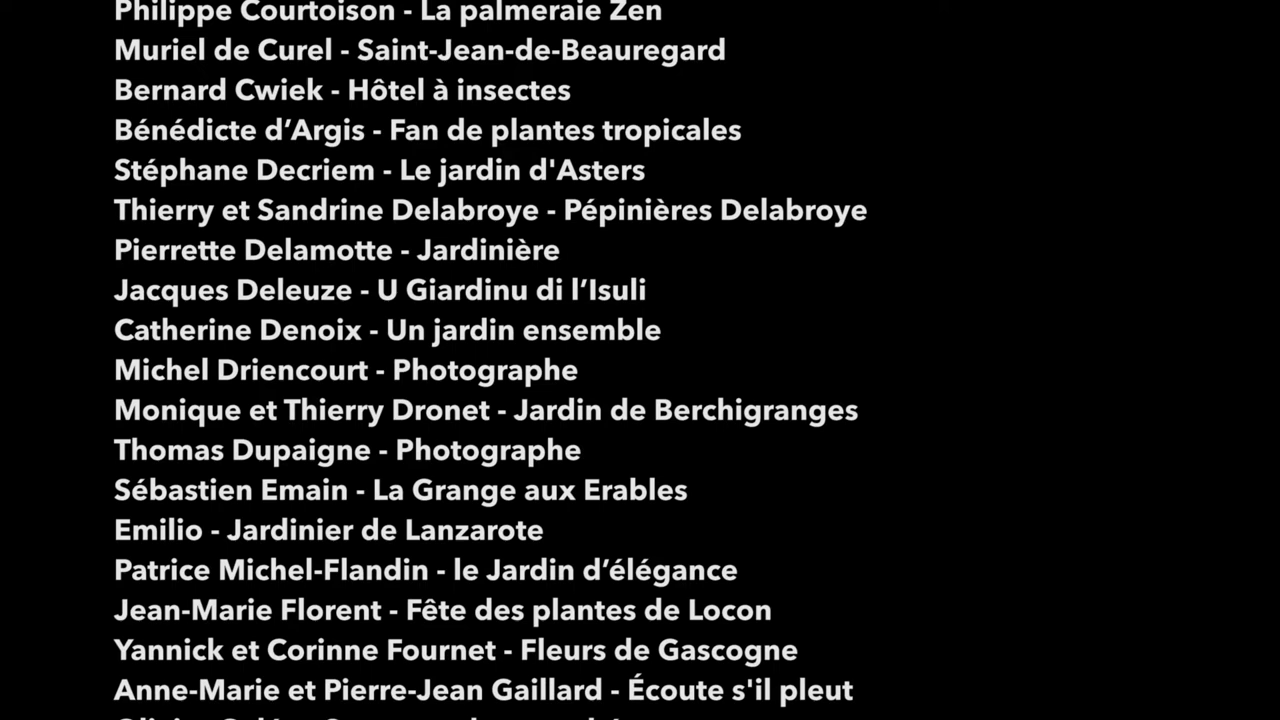 Philippe Courtoison - La palmeraie Zen
Muriel de Curel - Saint-Jean-de-Beauregard
Bernard Cwiek - Hôtel à insectes
Bénédicte d’Argis - Fan de plantes tropicales
Stéphane Decriem - Le jardin d'Asters
Thierry et Sandrine Delabroye - Pépinières Delabroye
Pierrette Delamotte - Jardinière
Jacques Deleuze - U Giardinu di l’Isuli
Catherine Denoix - Un jardin ensemble
Michel Driencourt - Photographe
Monique et Thierry Dronet - Jardin de Berchigranges
Thomas Dupaigne - Photographe
Sébastien Emain - La Grange aux Erables
Emilio - Jardinier de Lanzarote
Patrice Michel-Flandin - le Jardin d’élégance
Jean-Marie Florent - Fête des plantes de Locon
Yannick et Corinne Fournet - Fleurs de Gascogne
Anne-Marie et Pierre-Jean Gaillard - Écoute s'il pleut